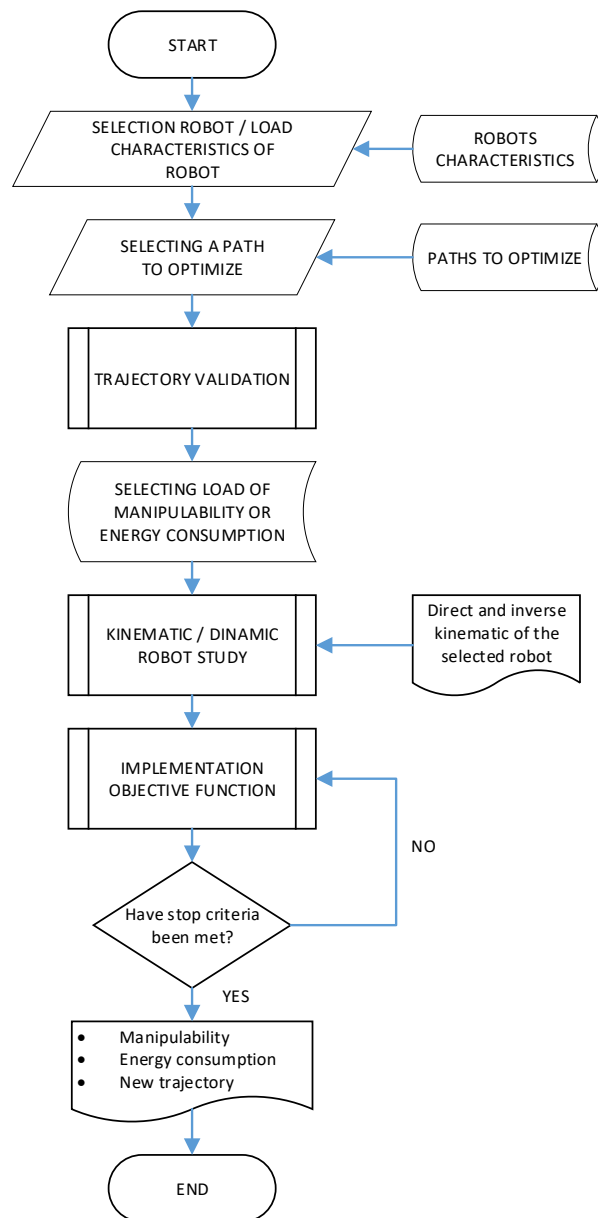 START
SELECTION ROBOT / LOAD
CHARACTERISTICS OF
ROBOT
ROBOTS
CHARACTERISTICS
SELECTING A PATH
TO OPTIMIZE
PATHS TO OPTIMIZE
TRAJECTORY VALIDATION
SELECTING LOAD OF
MANIPULABILITY OR
ENERGY CONSUMPTION
KINEMATIC / DINAMIC
ROBOT STUDY
Direct and inverse
kinematic of the
selected robot
IMPLEMENTATION
OBJECTIVE FUNCTION
NO
Have stop criteria
been met?
YES
• Manipulability
• Energy consumption
• New trajectory
END